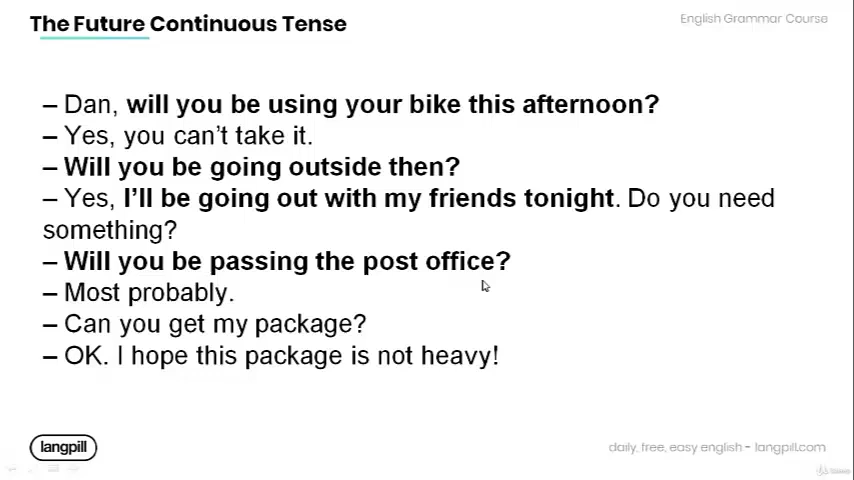 The Future Continuous Tense
English Grammar Course
– Dan, will you be using your bike this afternoon?
– Yes, you can’t take it.
– Will you be going outside then?
– Yes, I’ll be going out with my friends tonight. Do you need
something?
– Will you be passing the post office?
– Most probably.
– Can you get my package?
– OK. I hope this package is not heavy!
langpill
daily, free, easy english - langpill.com